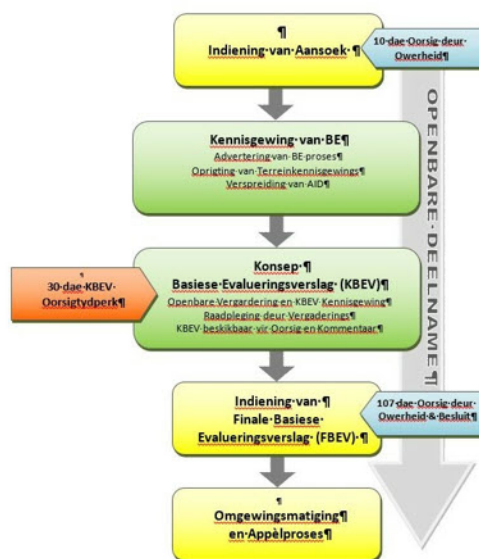 Indiening van Aansoek
10 dae Oorsig deur
Owerheid
OPENBARE DEELNAME
Kennisgewing van BE
Advertering van BE-proses
Oprigting van Terreinkennisgewings
Verspreiding van AID
Konsep
Basiese Evalueringsverslag (KBEV)
Openbare Vergardering en KBEV Kennisgewing
Raadpleging deur Vergaderings
KBEV beskikbaar vir Oorsig en Kommentaar
30 dae KBEV
Oorsigtydperk
Indiening van
Finale Basiese
Evalueringsverslag (FBEV)
107 dae Oorsig deur
Owerheid & Besluit
Omgewingsmatiging
en Appèlproses